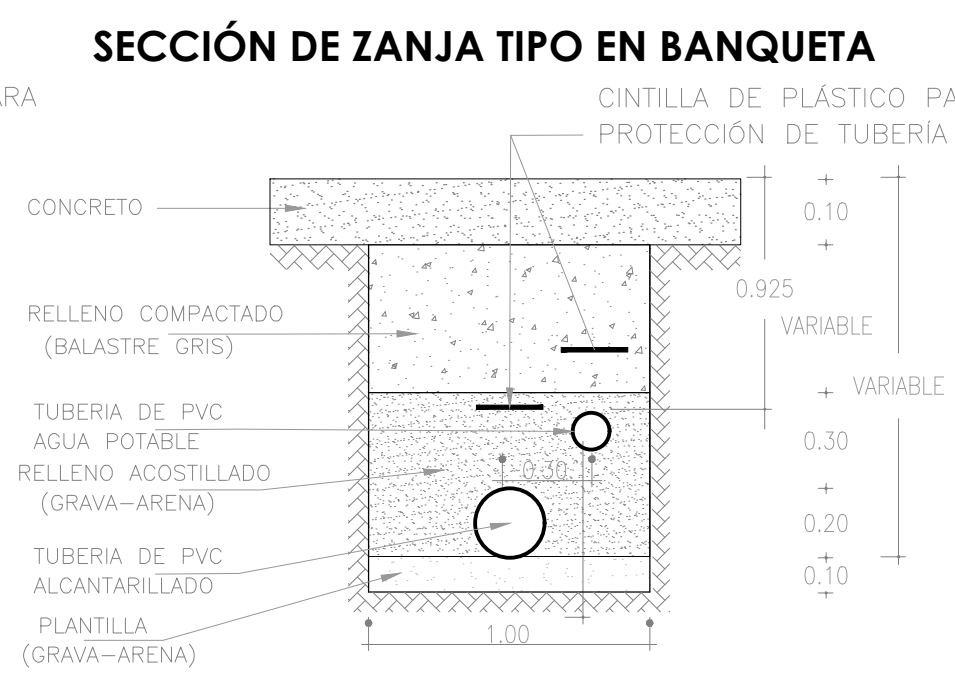 SECCIÓN DE ZANJA TIPO EN BANQUETA
ARA
CINTILLA DE PLÁSTICO PA
PROTECCIÓN DE TUBERÍA
CONCRETO
0.10
0.925
RELLENO COMPACTADO
(BALASTRE GRIS)
VARIABLE
VARIABLE
TUBERIA DE PVC
AGUA POTABLE
0.30
RELLENO ACOSTILLADO
(GRAVA-ARENA)
0.30
0.20
TUBERIA DE PVC
ALCANTARILLADO
0.10
PLANTILLA
(GRAVA-ARENA)
1.00